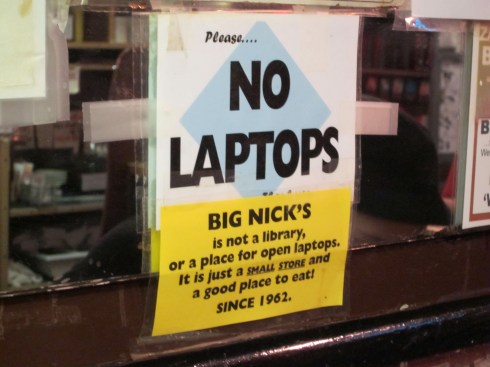 Please....
NO
LAPTOPS
BIG NICK'S
is not a library,
or a place for open laptops.
It is just a SMALL STORE and
a good place to eat!
SINCE 1962.